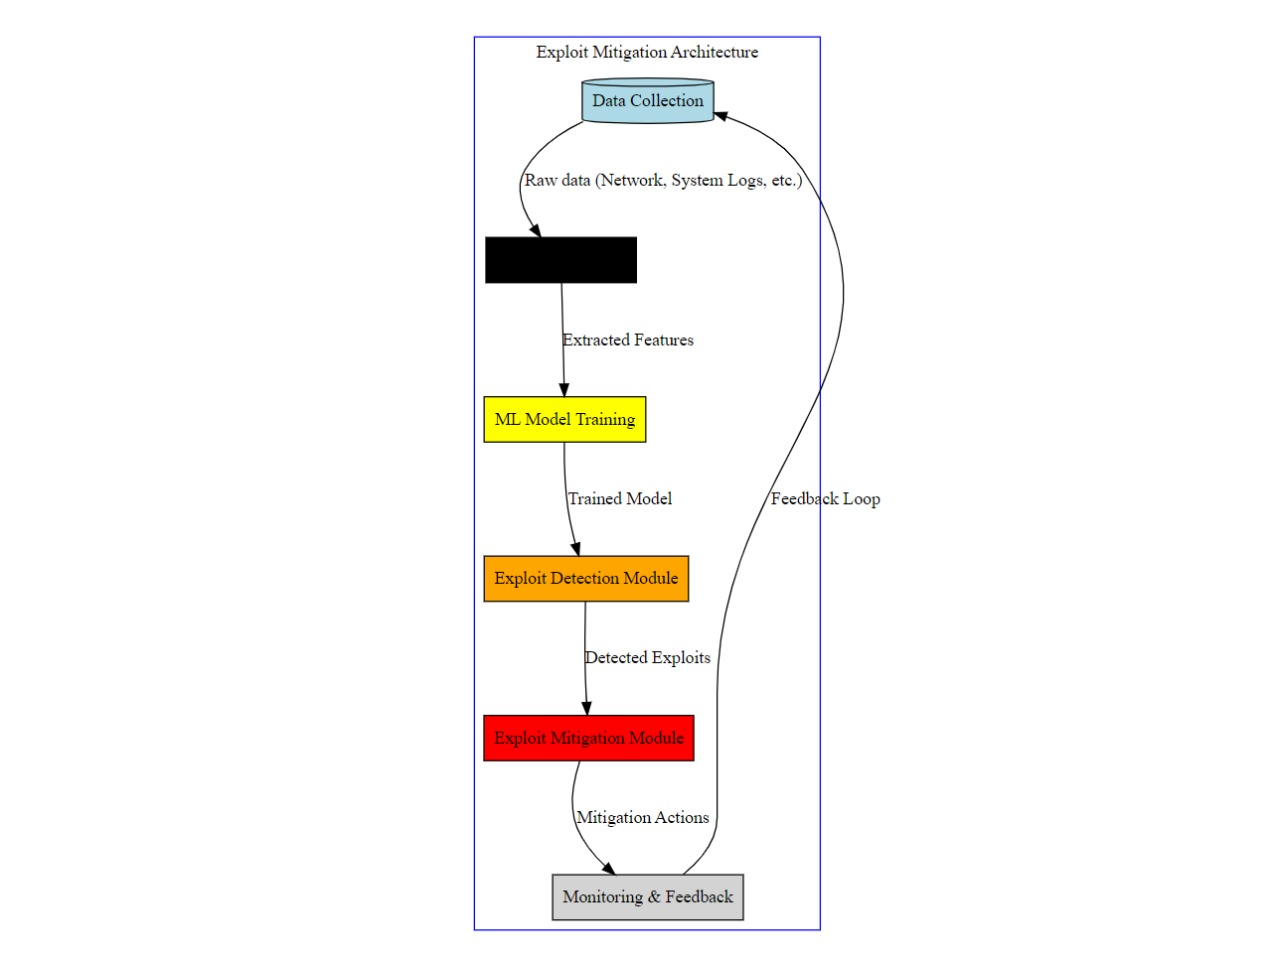 Exploit Mitigation Architecture
Data Collection
Raw data (Network, System Logs, etc.)
Extracted Features
ML Model Training
Trained Model
Feedback Loop
Exploit Detection Module
Detected Exploits
Exploit Mitigation Module
Mitigation Actions
Monitoring & Feedback